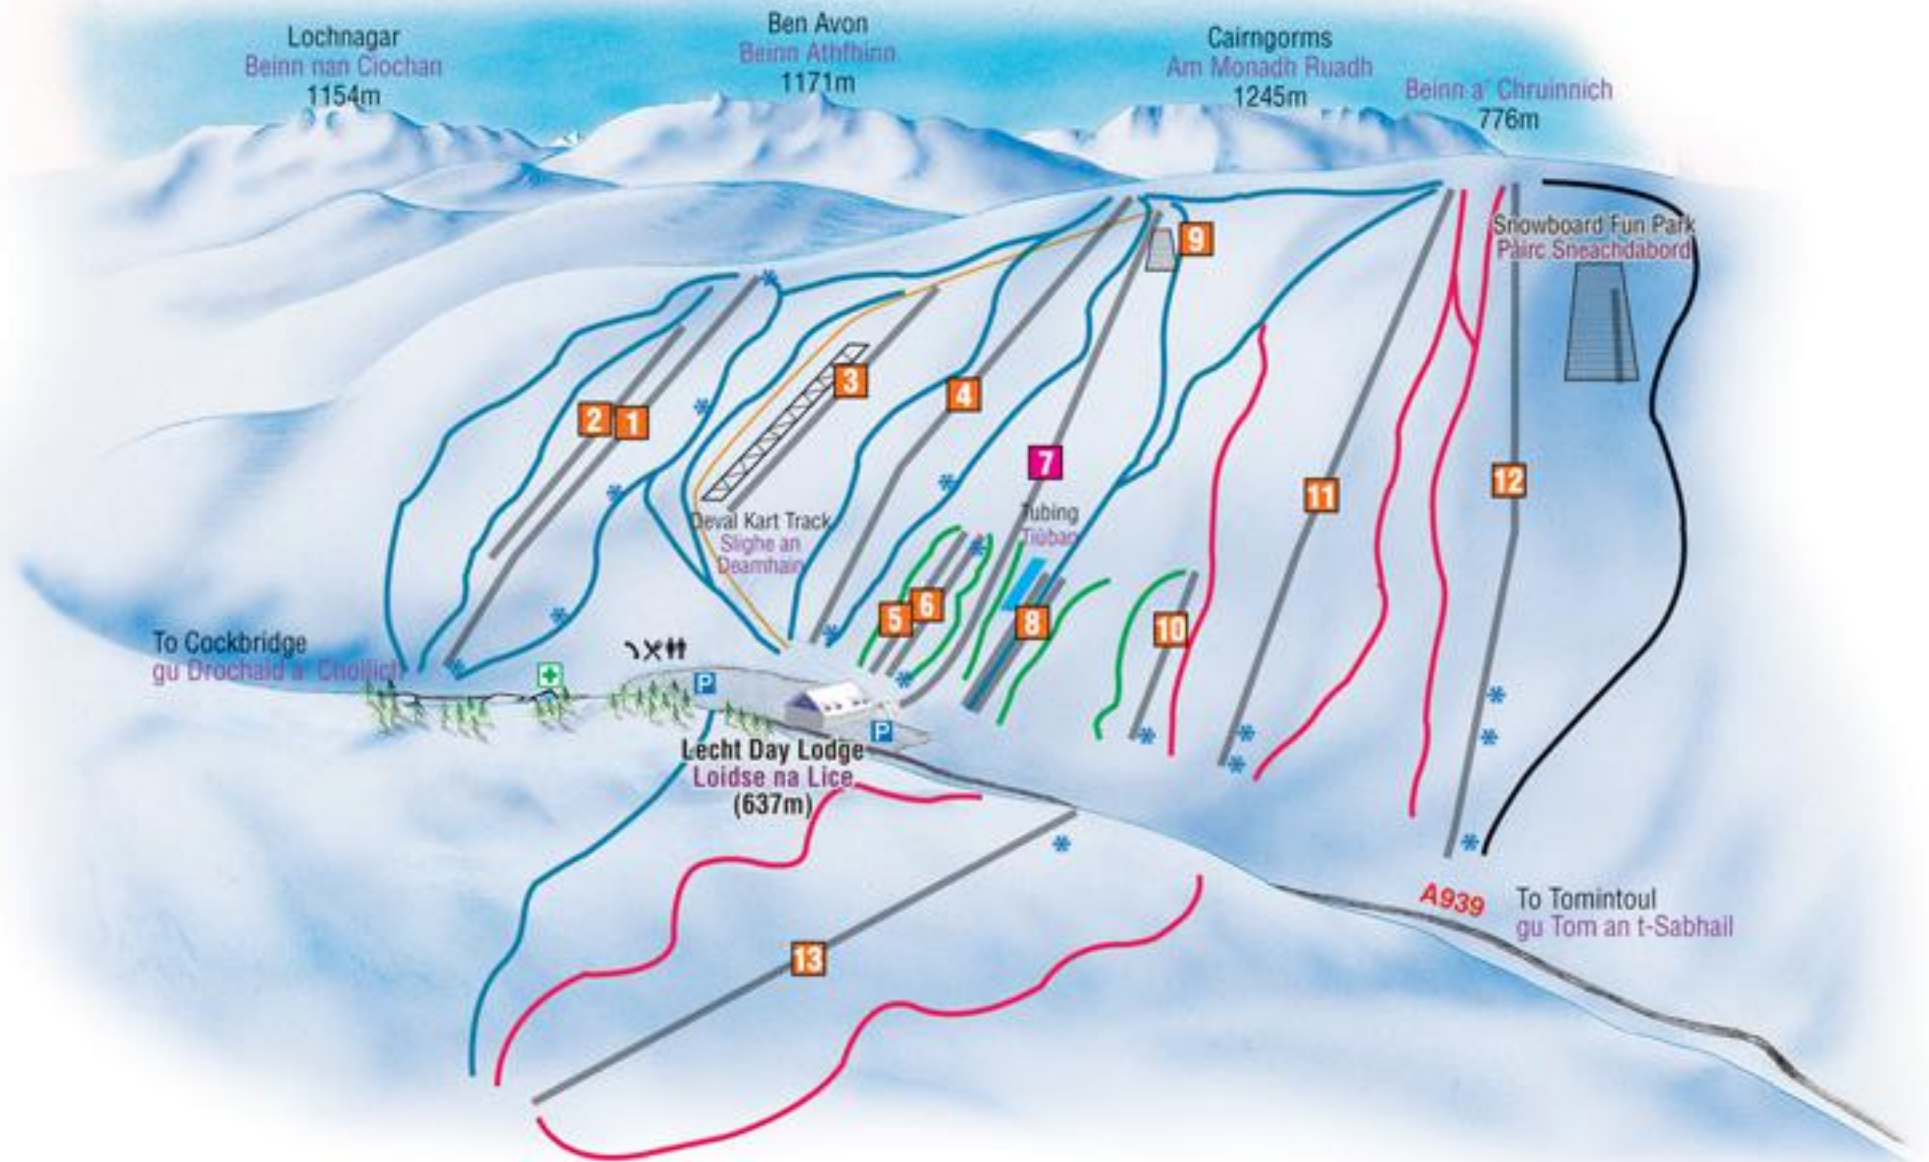 Lochnagar
Beinn nan Ciochan
1154m
Ben Avon
Beinn Athfhinn
1171m
Cairngorms
Am Monadh Ruadh
1245m
Beinn a' Chruinnich
776m
Snowboard Fun Park
Pàirc Sneachdabord
9
3
4
2
1
7
11
12
Tubing
Tiùban
Deval Kart Track
Slighe an
Deamhain
5
6
8
10
To Cockbridge
gu Drochaid a' Choilich
P
P
Lecht Day Lodge
Loidse na Lice
(637m)
13
A939
To Tomintoul
gu Tom an t-Sabhail